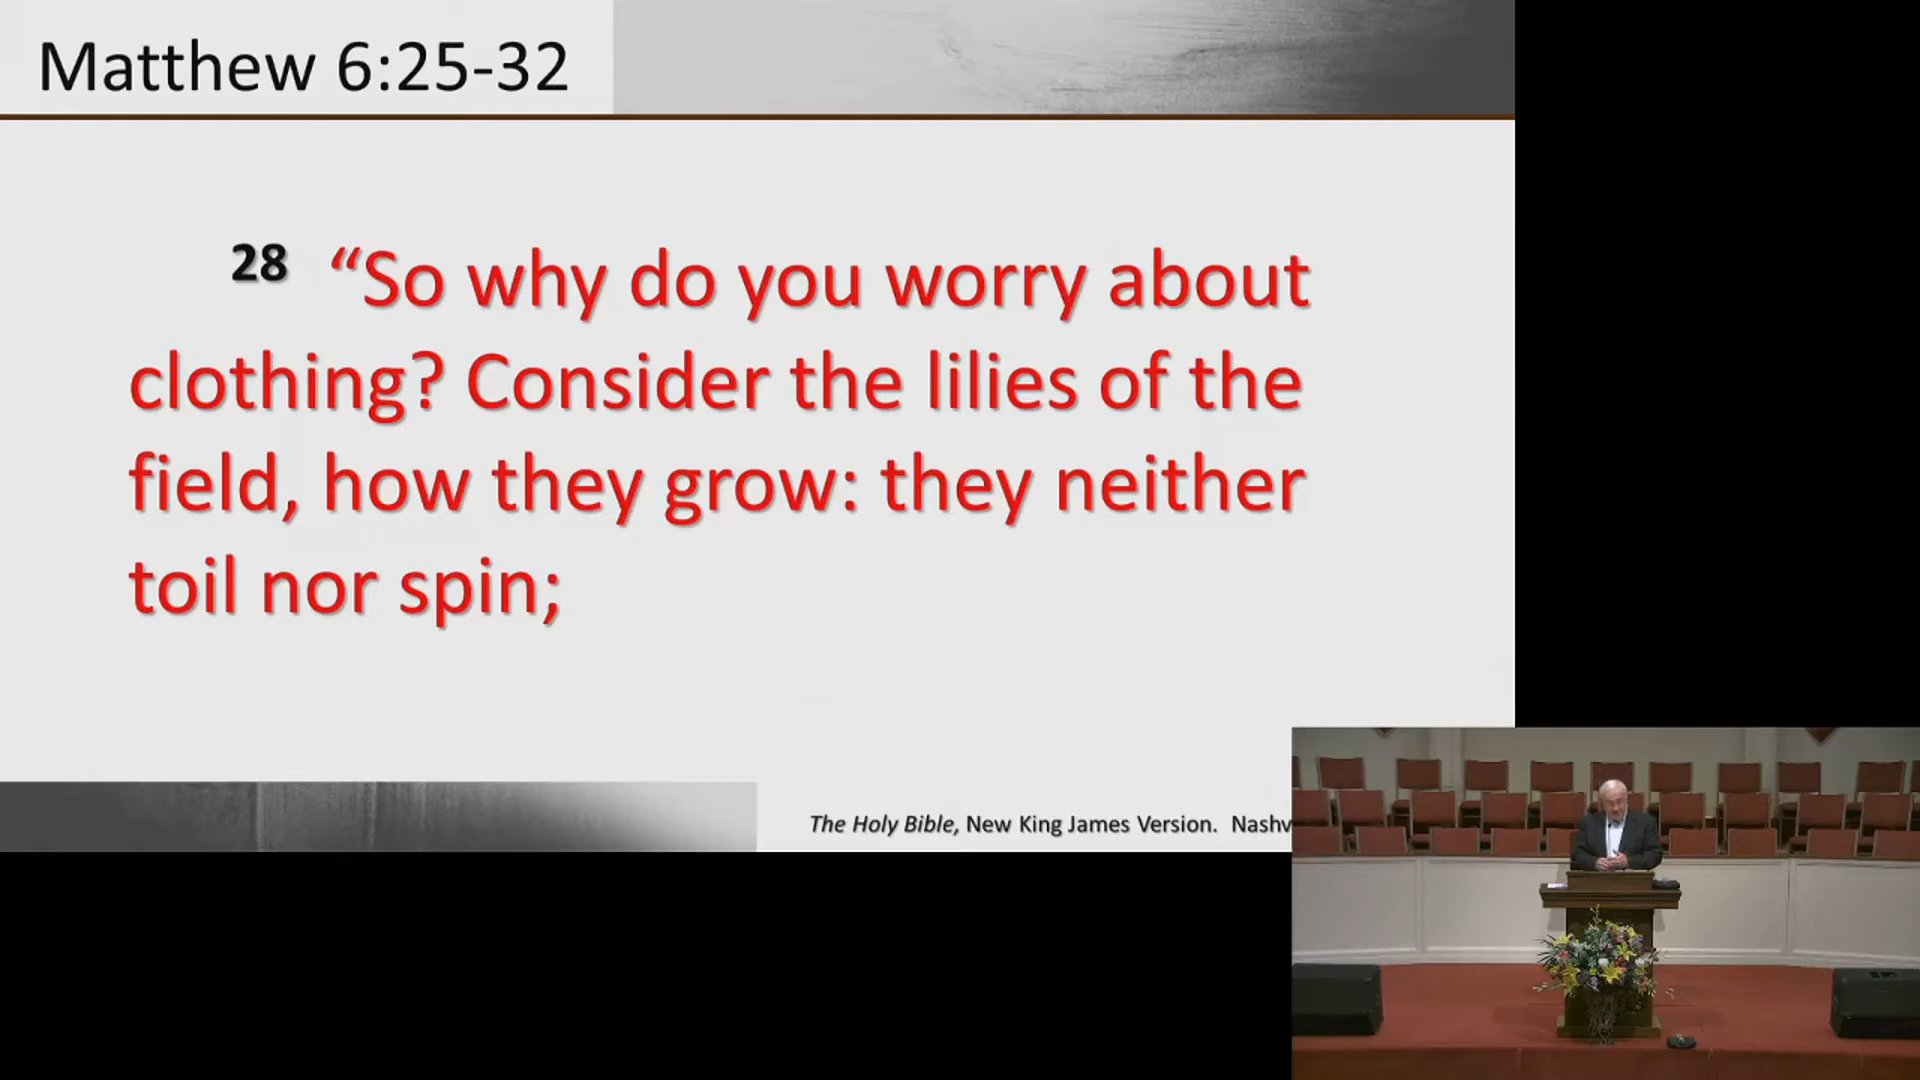 Matthew 6:25-32
28 “So why do you worry about
clothing? Consider the lilies of the
field, how they grow: they neither
toil nor spin;
The Holy Bible, New King James Version. Nashv